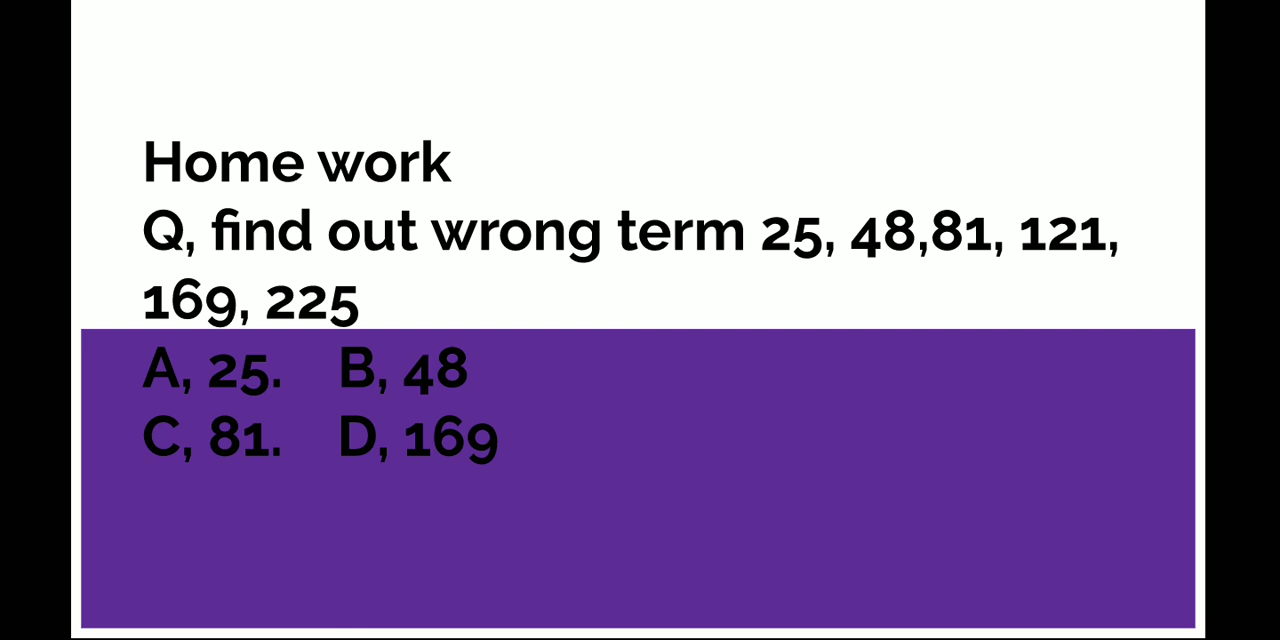 Home work
Q, find out wrong term 25, 48,81, 121,
169, 225
A, 25. B, 48
C, 81. D, 169